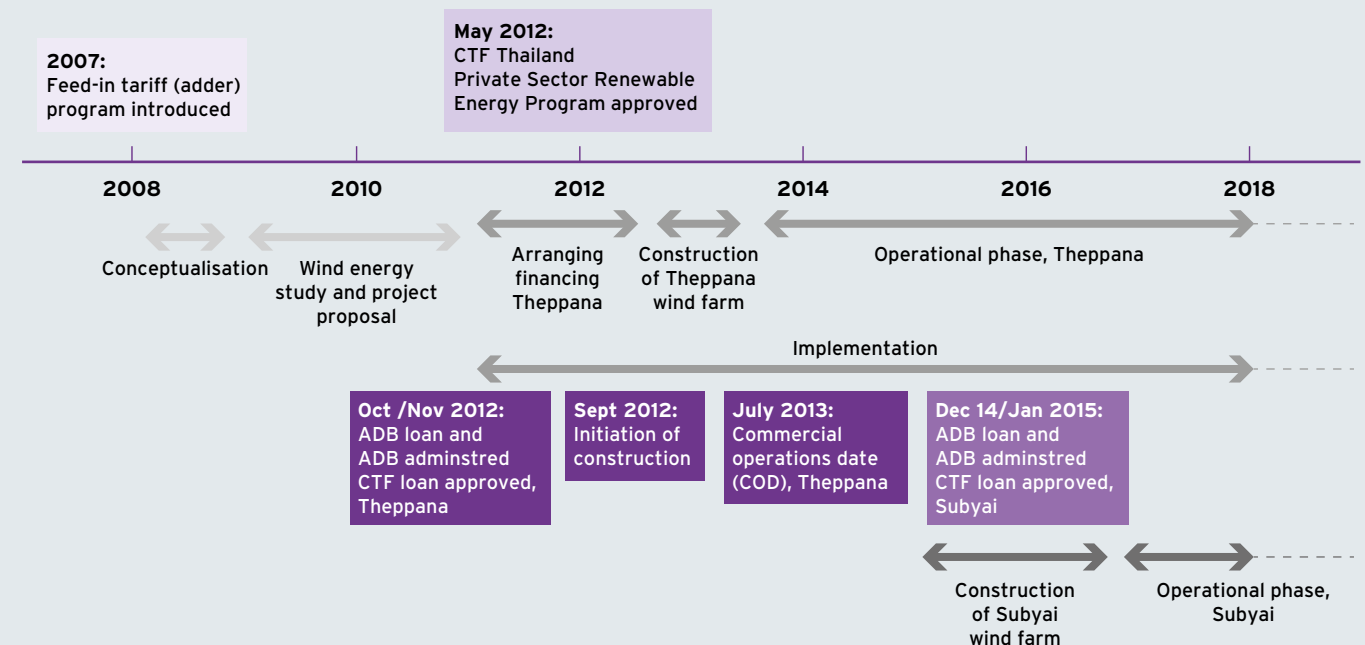 2007:
Feed-in tariff (adder)
program introduced
May 2012:
CTF Thailand
Private Sector Renewable
Energy Program approved
2008
2010
2012
2014
2016
2018
Conceptualisation
Wind energy
study and project
proposal
Arranging
financing
Theppana
Construction
of Theppana
wind farm
Operational phase, Theppana
Implementation
Oct /Nov 2012:
ADB loan and
ADB adminstred
CTF loan approved,
Theppana
Sept 2012:
Initiation of
construction
July 2013:
Commercial
operations date
(COD), Theppana
Dec 14/Jan 2015:
ADB loan and
ADB adminstred
CTF loan approved,
Subyai
Construction
of Subyai
wind farm
Operational phase,
Subyai